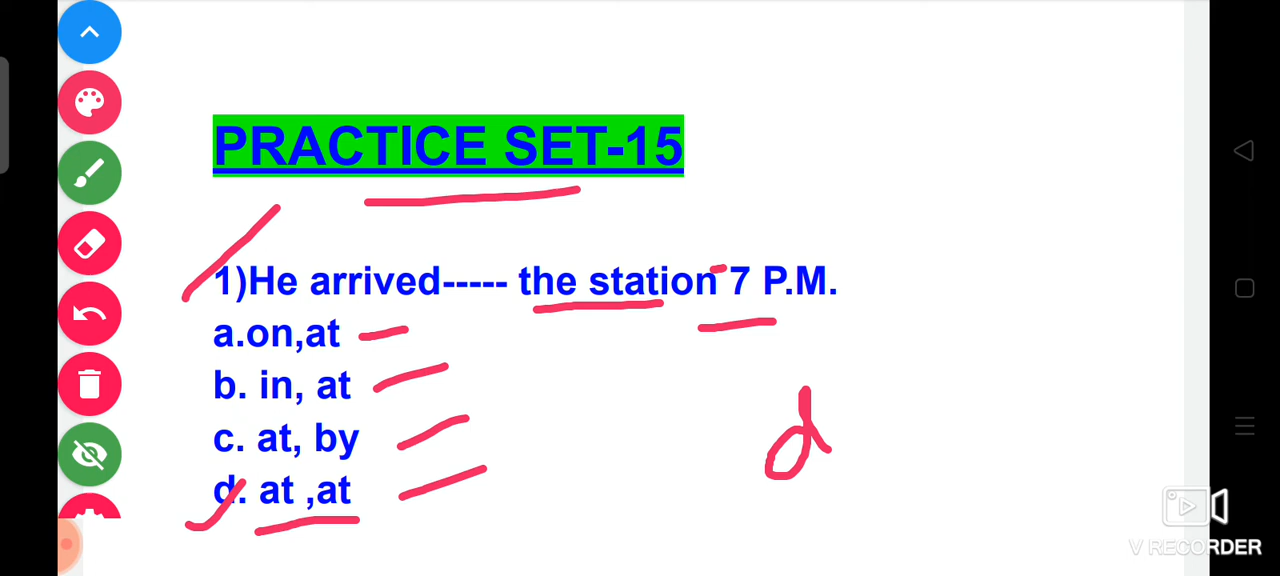 PRACTICE SET-15
1)He arrived----- the station 7 P.M.
a.on,at
b. in, at
c. at, by
d. at ,at
d
V RECORDER